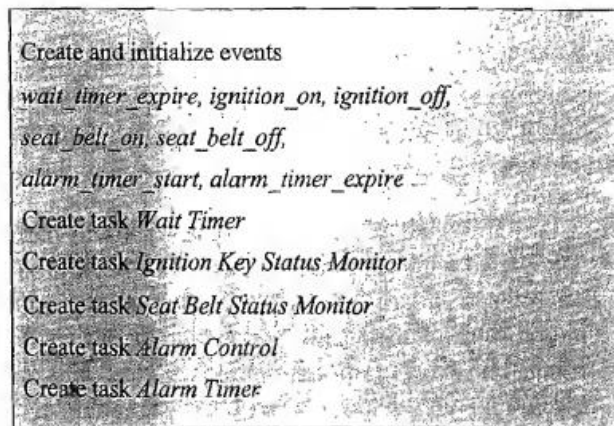 Create and initialize events
wait_timer_expire, ignition_on, ignition_off,
seat_belt_on, seat_belt_off,
alarm_timer_start, alarm_timer_expire
Create task Wait Timer
Create task Ignition Key Status Monitor
Create task Seat Belt Status Monitor
Create task Alarm Control
Create task Alarm Timer